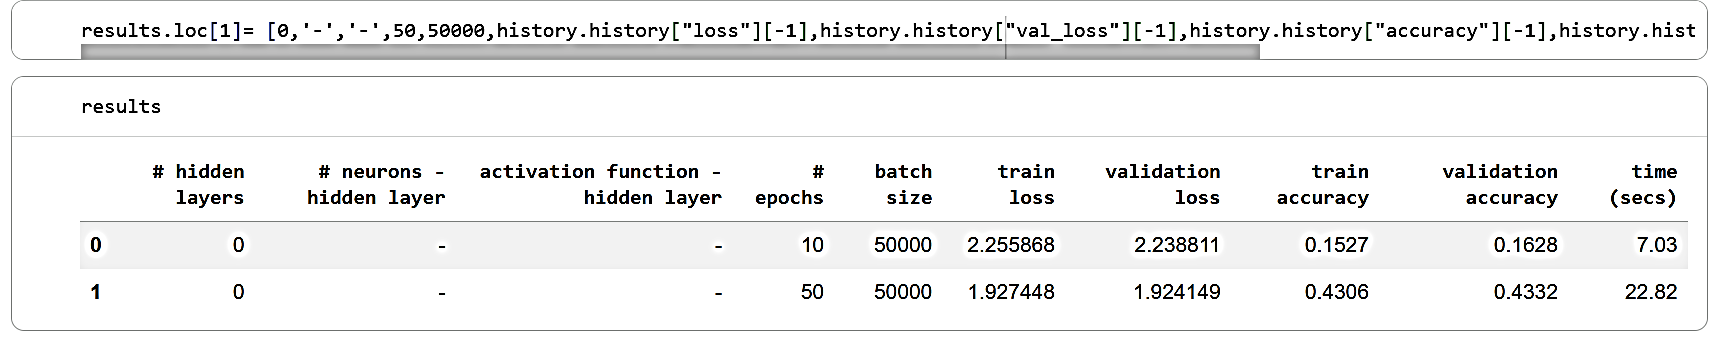 results.loc[1]= [0,'-','-',50,50000,history.history["loss"][-1],history.history["val_loss"][-1],history.history["accuracy"][-1],history.hist
results
# hidden layers # neurons - hidden layer activation function - hidden layer # epochs batch size train loss validation loss train accuracy validation accuracy time (secs)
0 0 - - 10 50000 2.255868 2.238811 0.1527 0.1628 7.03
1 0 - - 50 50000 1.927448 1.924149 0.4306 0.4332 22.82